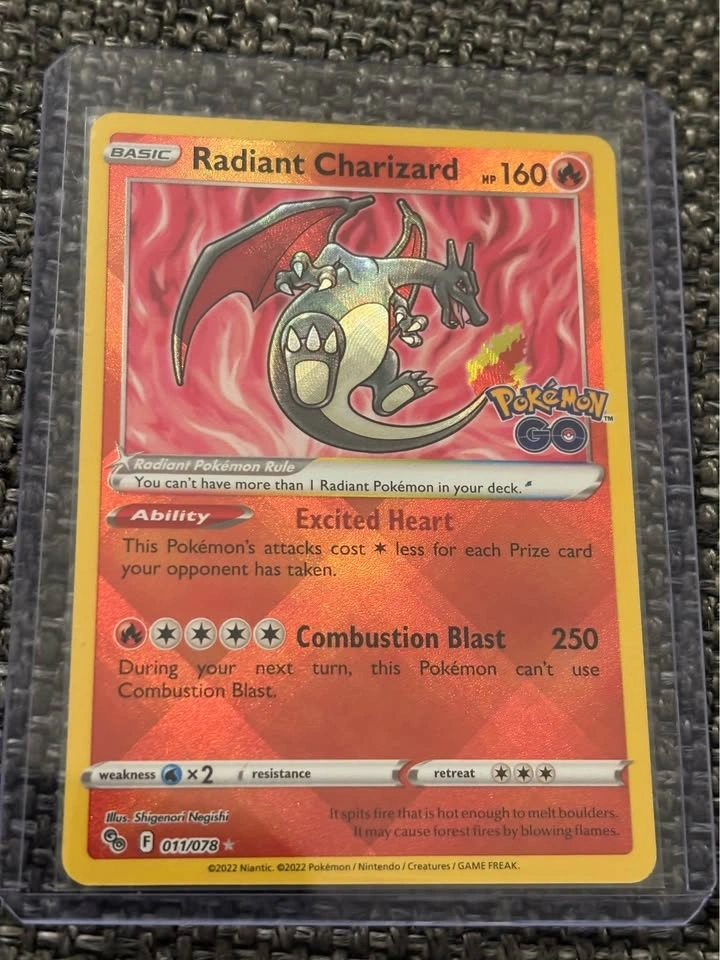 BASIC Radiant Charizard HP 160
POKéMON™
GO
Radiant Pokémon Rule
You can't have more than 1 Radiant Pokémon in your deck.
Ability Excited Heart
This Pokémon's attacks cost ✶ less for each Prize card
your opponent has taken.
Combustion Blast 250
During your next turn, this Pokémon can't use
Combustion Blast.
weakness ×2 resistance retreat
Illus. Shigenori Negishi
It spits fire that is hot enough to melt boulders.
It may cause forest fires by blowing flames.
GO F 011/078 ★
©2022 Niantic. ©2022 Pokémon / Nintendo / Creatures / GAME FREAK.